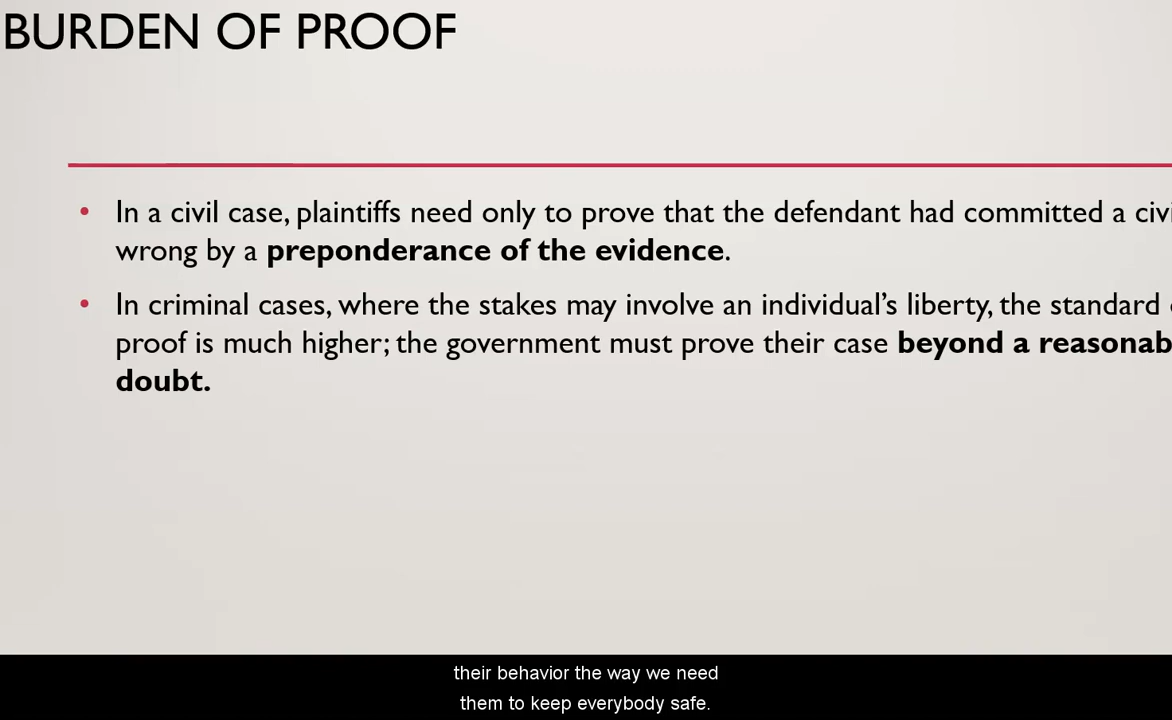 BURDEN OF PROOF
• In a civil case, plaintiffs need only to prove that the defendant had committed a
wrong by a preponderance of the evidence.
• In criminal cases, where the stakes may involve an individual’s liberty, the standard
proof is much higher; the government must prove their case beyond a
doubt.
their behavior the way we need
them to keep everybody safe.